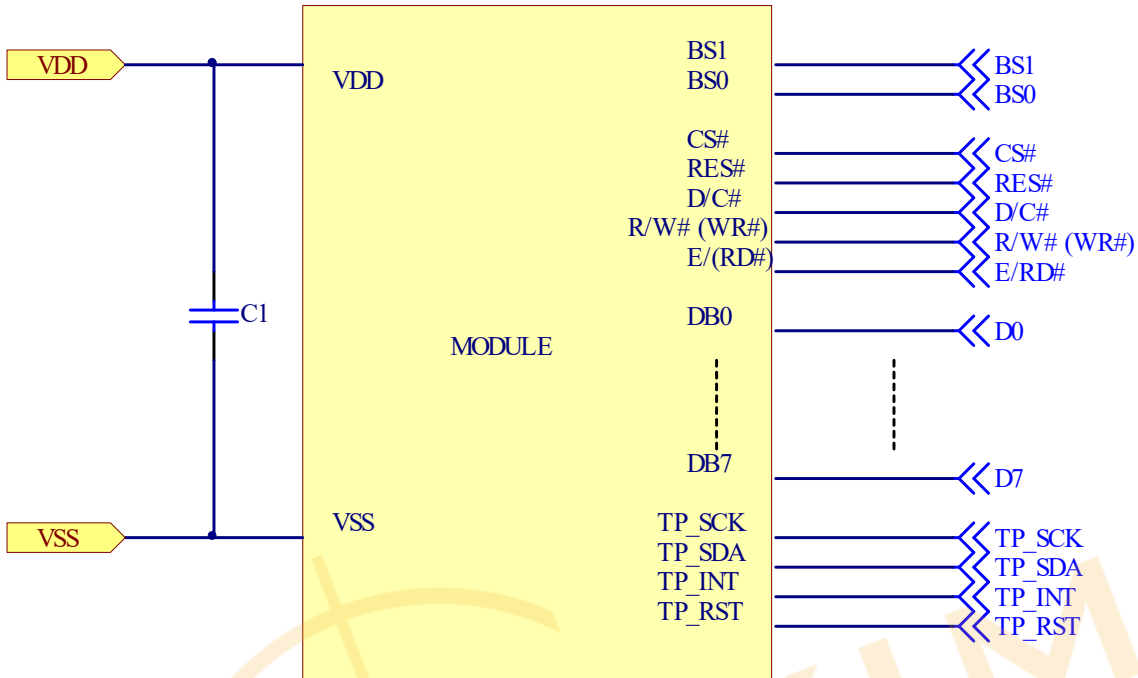 VDD
VSS
C1
VDD
VSS
MODULE
BS1
BS0
CS#
RES#
D/C#
R/W# (WR#)
E/(RD#)
DB0
DB7
TP_SCK
TP_SDA
TP_INT
TP_RST
BS1
BS0
CS#
RES#
D/C#
R/W# (WR#)
E/RD#
D0
D7
TP_SCK
TP_SDA
TP_INT
TP_RST